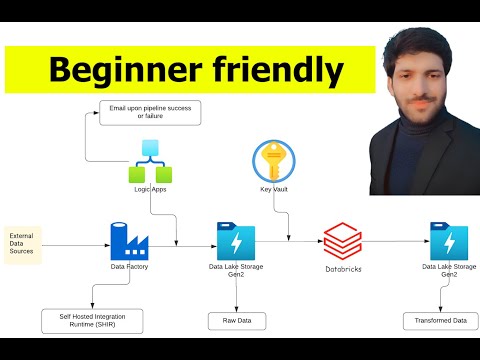 Beginner friendly
Email upon pipeline success
or failure
Logic Apps
Key Vault
External
Data
Sources
Data Factory
Data Lake Storage
Gen2
Databricks
Data Lake Storage
Gen2
Self Hosted Integration
Runtime (SHIR)
Raw Data
Transformed Data